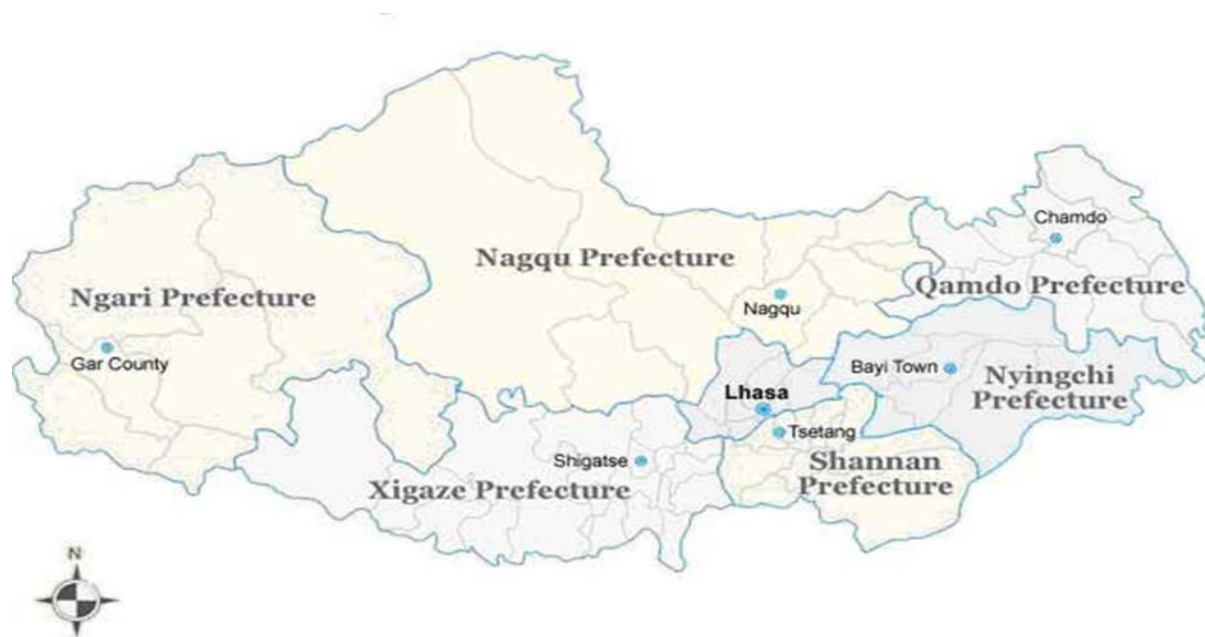 Chamdo
Nagqu Prefecture
Qamdo Prefecture
Ngari Prefecture
Nagqu
Gar County
Bayi Town
Nyingchi
Prefecture
Lhasa
Tsetang
Shigatse
Shannan
Prefecture
Xigaze Prefecture
N